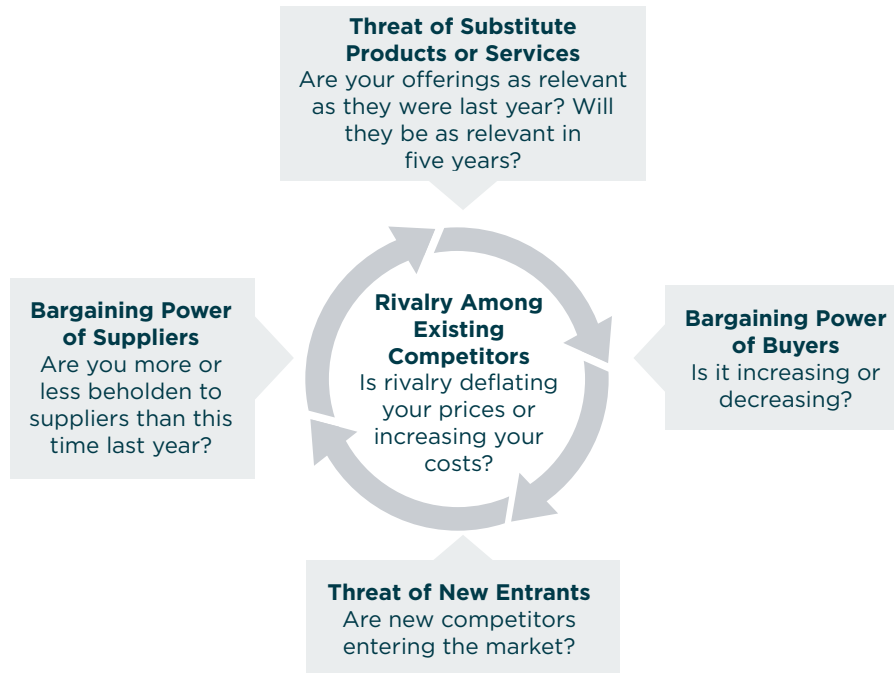 Threat of Substitute
Products or Services
Are your offerings as relevant
as they were last year? Will
they be as relevant in
five years?
Bargaining Power
of Suppliers
Are you more or
less beholden to
suppliers than this
time last year?
Rivalry Among
Existing
Competitors
Is rivalry deflating
your prices or
increasing your
costs?
Bargaining Power
of Buyers
Is it increasing or
decreasing?
Threat of New Entrants
Are new competitors
entering the market?